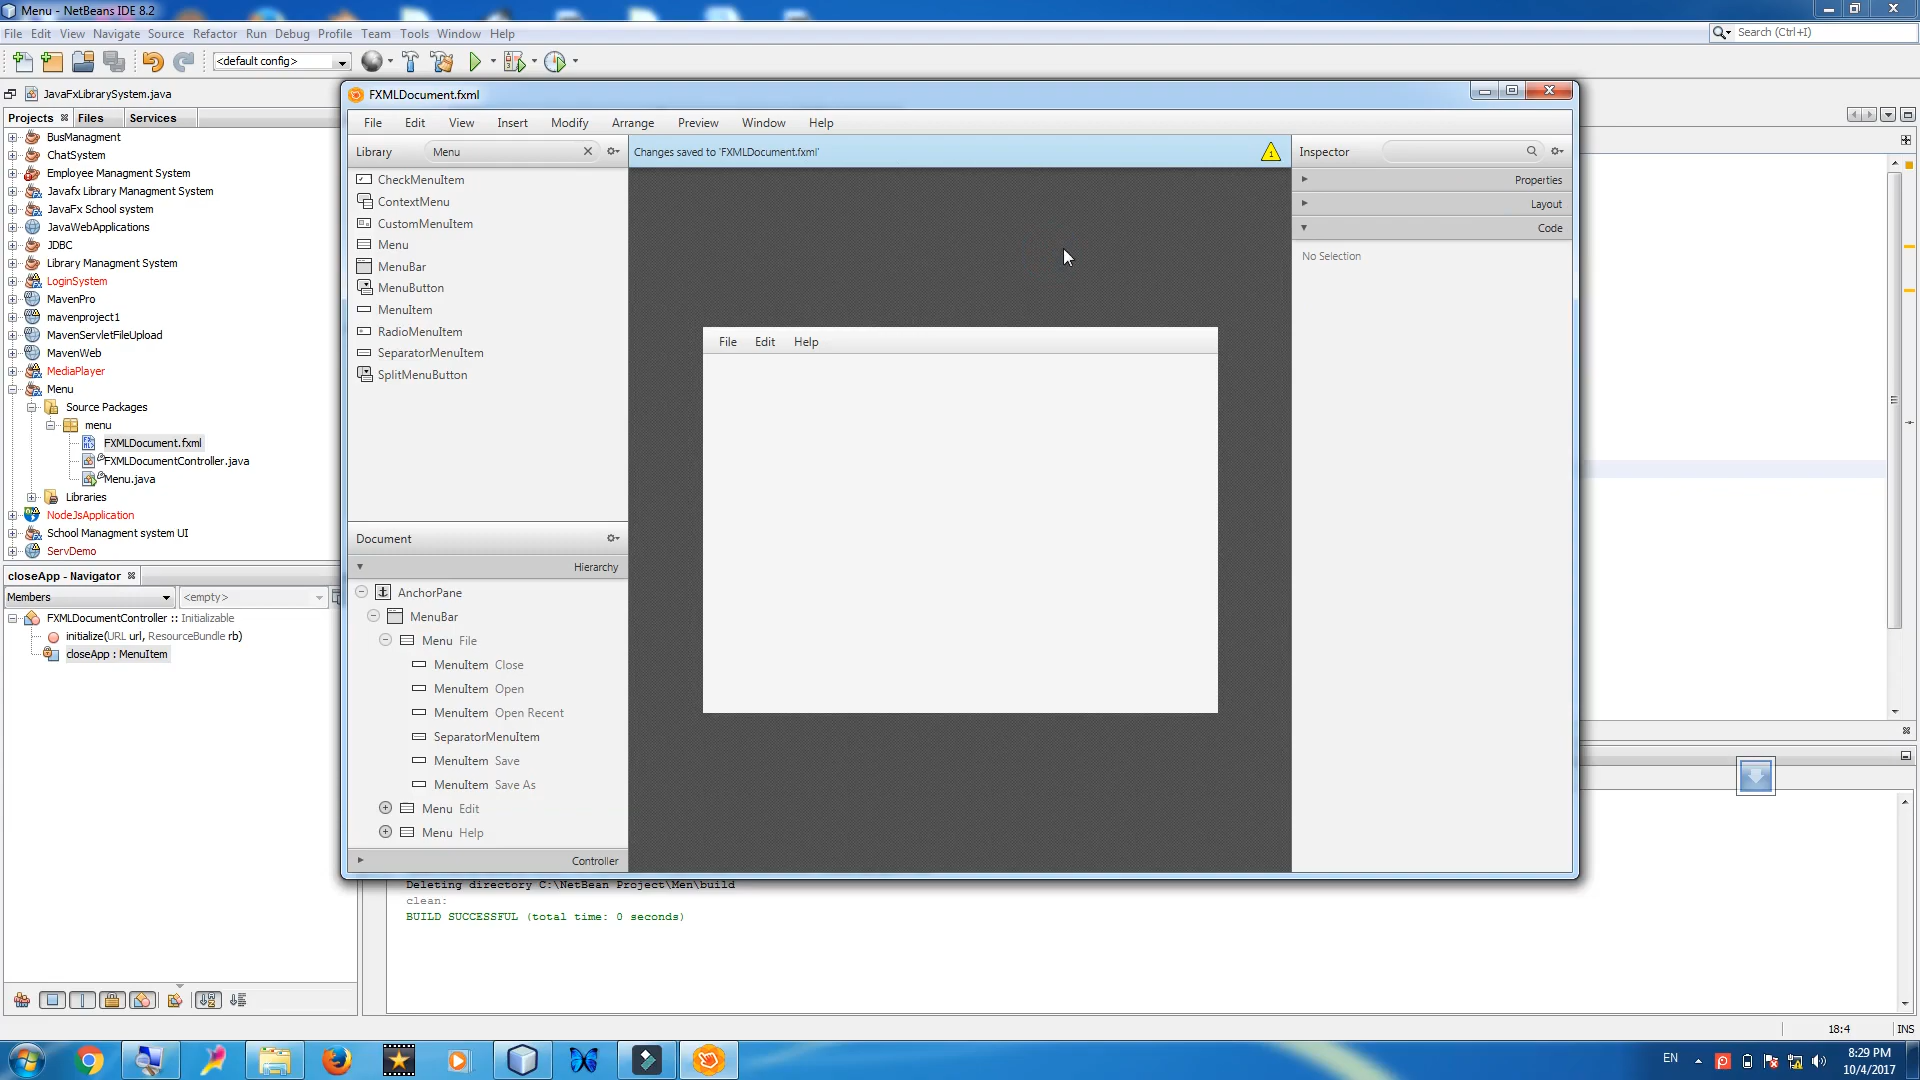 Menu - NetBeans IDE 8.2
File Edit View Navigate Source Refactor Run Debug Profile Team Tools Window Help
Search (Ctrl+I)
<default config>
JavaFxLibrarySystem.java
Projects Files Services
BusManagment
ChatSystem
Employee Managment System
Javafx Library Managment System
JavaFx School system
JavaWebApplications
JDBC
Library Managment System
LoginSystem
MavenPro
mavenproject1
MavenServletFileUpload
MavenWeb
MediaPlayer
Menu
Source Packages
menu
FXMLDocument.fxml
FXMLDocumentController.java
Menu.java
Libraries
NodeJsApplication
School Managment system UI
ServDemo
closeApp - Navigator
Members <empty>
FXMLDocumentController :: Initializable
initialize(URL url, ResourceBundle rb)
closeApp : MenuItem
FXMLDocument.fxml
File Edit View Insert Modify Arrange Preview Window Help
Library Menu
Changes saved to 'FXMLDocument.fxml'
1
CheckMenuItem
ContextMenu
CustomMenuItem
Menu
MenuBar
MenuButton
MenuItem
RadioMenuItem
SeparatorMenuItem
SplitMenuButton
Document
Hierarchy
AnchorPane
MenuBar
Menu File
MenuItem Close
MenuItem Open
MenuItem Open Recent
SeparatorMenuItem
MenuItem Save
MenuItem Save As
Menu Edit
Menu Help
Controller
File Edit Help
Inspector
Properties
Layout
Code
No Selection
Deleting directory C:\NetBean Project\Men\build
clean:
BUILD SUCCESSFUL (total time: 0 seconds)
18:4 INS
EN
8:29 PM
10/4/2017